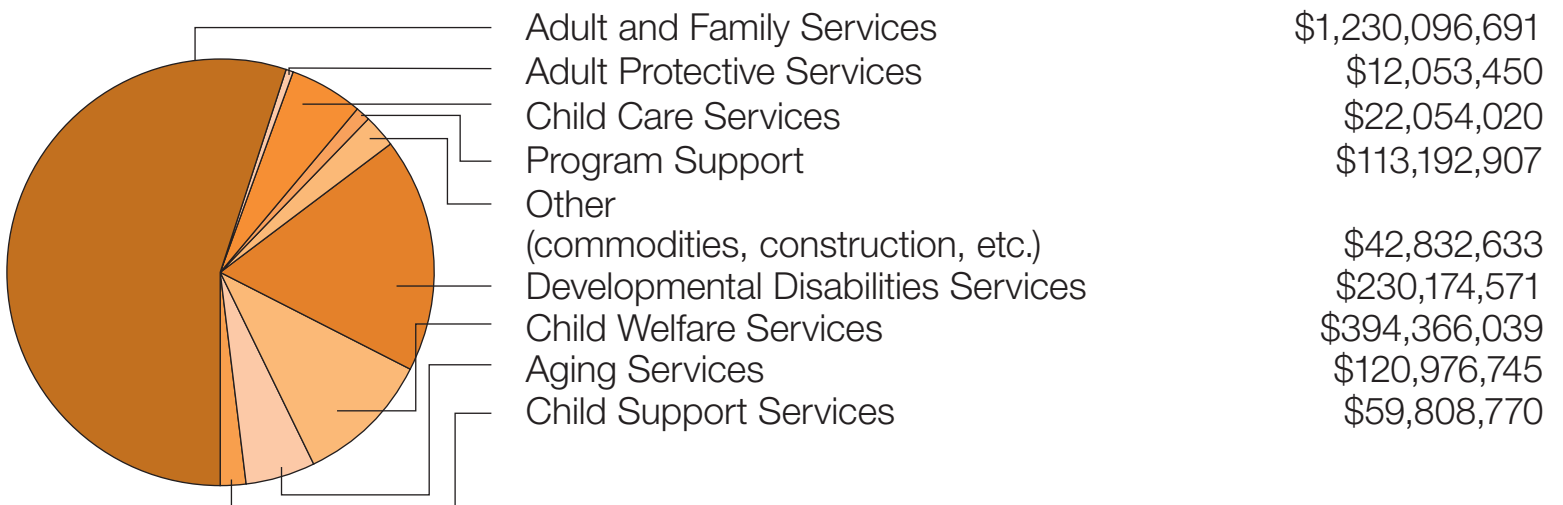 Adult and Family Services $1,230,096,691
Adult Protective Services $12,053,450
Child Care Services $22,054,020
Program Support $113,192,907
Other
(commodities, construction, etc.) $42,832,633
Developmental Disabilities Services $230,174,571
Child Welfare Services $394,366,039
Aging Services $120,976,745
Child Support Services $59,808,770